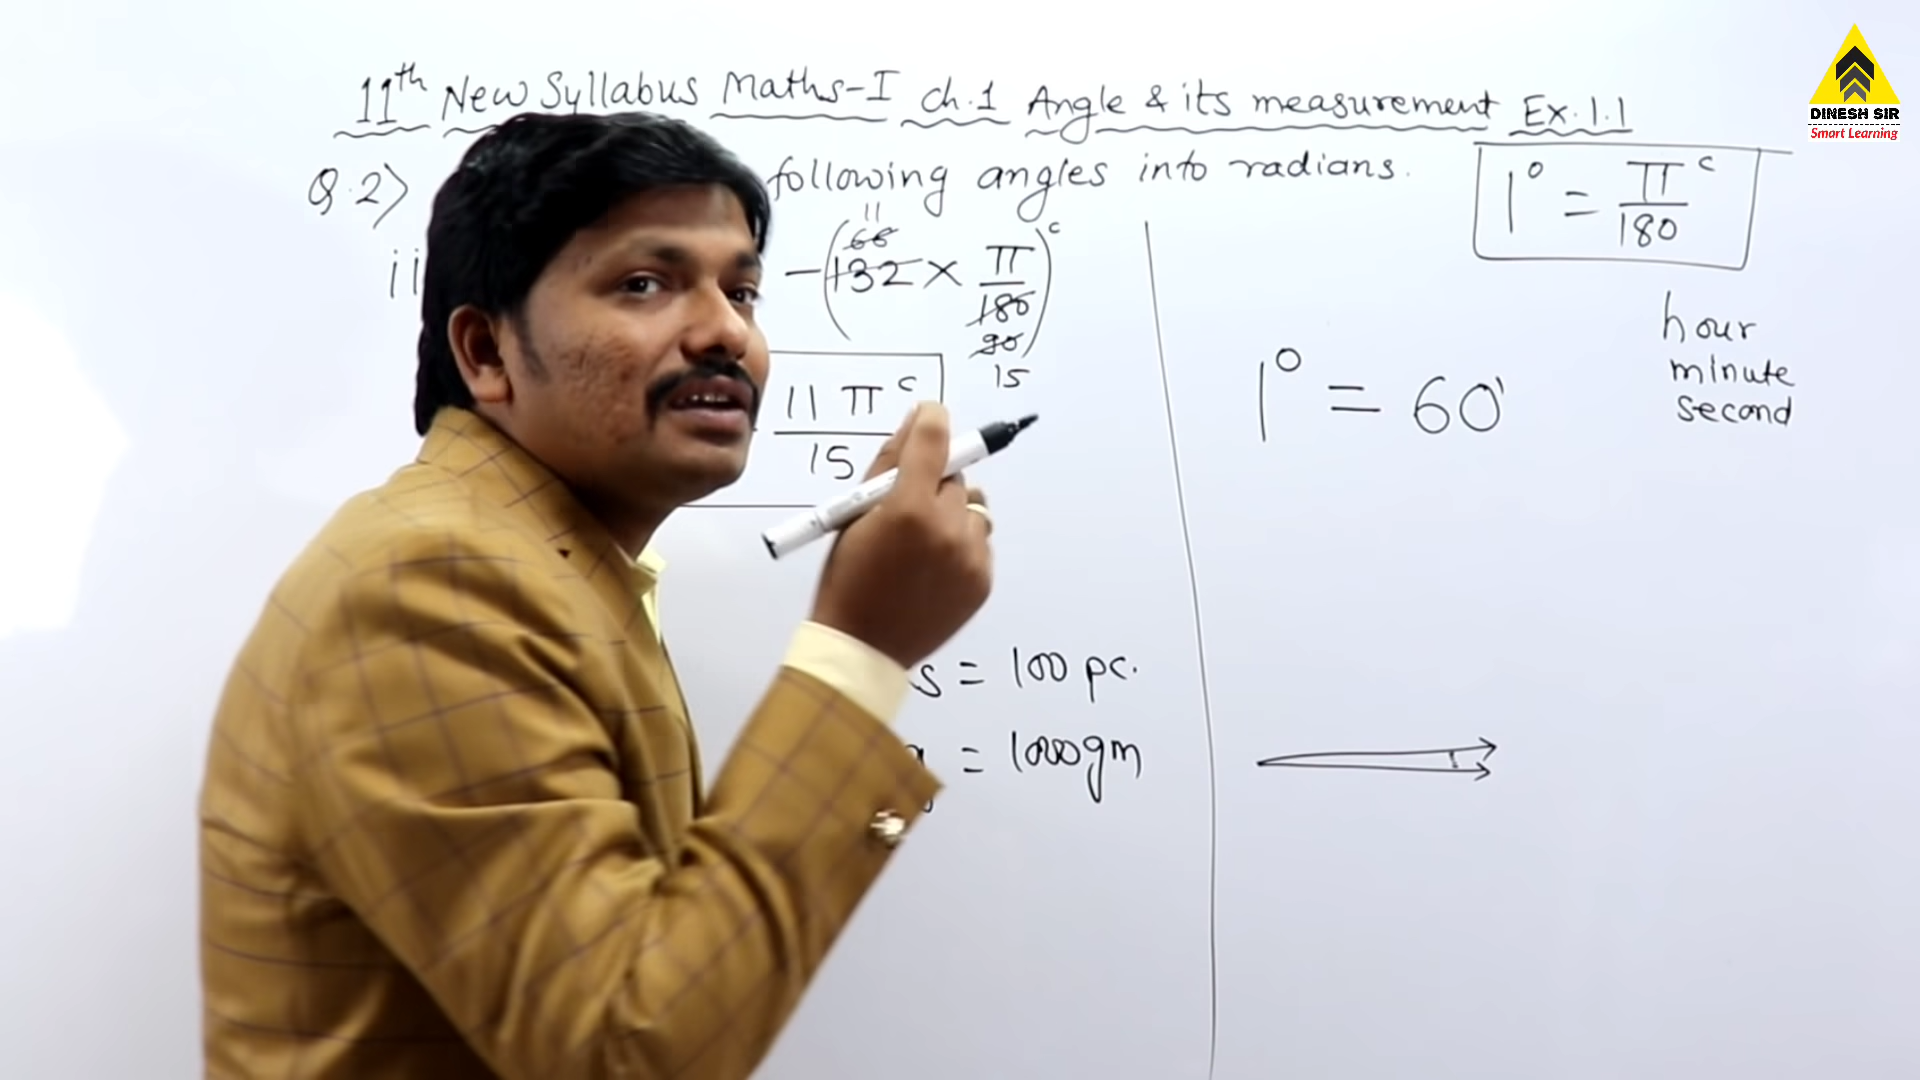 11th New Syllabus Maths-I ch.1 Angle & its measurement Ex.1.1
Q.2) following angles into radians.
1° = π^c/180
ii
11
66
-(132 × π/180)^c
90
15
11π^c/15
hour
minute
second
1° = 60'
s = 100 pc.
= 1000gm
DINESH SIR
Smart Learning